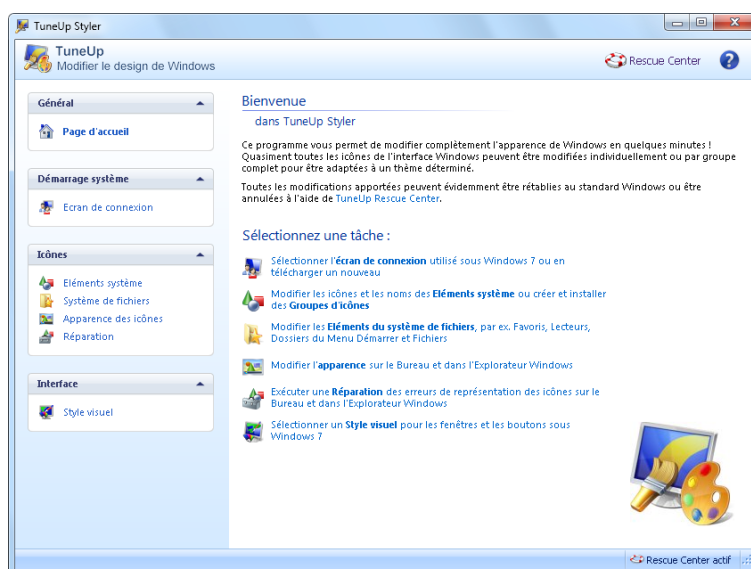 TuneUp Styler
TuneUp
Modifier le design de Windows
Rescue Center
?
Général
Page d'accueil
Démarrage système
Ecran de connexion
Icônes
Eléments système
Système de fichiers
Apparence des icônes
Réparation
Interface
Style visuel
Bienvenue
dans TuneUp Styler
Ce programme vous permet de modifier complètement l'apparence de Windows en quelques minutes !
Quasiment toutes les icônes de l'interface Windows peuvent être modifiées individuellement ou par groupe
complet pour être adaptées à un thème déterminé.
Toutes les modifications apportées peuvent évidemment être rétablies au standard Windows ou être
annulées à l'aide de TuneUp Rescue Center.
Sélectionnez une tâche :
Sélectionner l'écran de connexion utilisé sous Windows 7 ou en
télécharger un nouveau
Modifier les icônes et les noms des Eléments système ou créer et installer
des Groupes d'icônes
Modifier les Eléments du système de fichiers, par ex. Favoris, Lecteurs,
Dossiers du Menu Démarrer et Fichiers
Modifier l'apparence sur le Bureau et dans l'Explorateur Windows
Exécuter une Réparation des erreurs de représentation des icônes sur le
Bureau et dans l'Explorateur Windows
Sélectionner un Style visuel pour les fenêtres et les boutons sous
Windows 7
Rescue Center actif